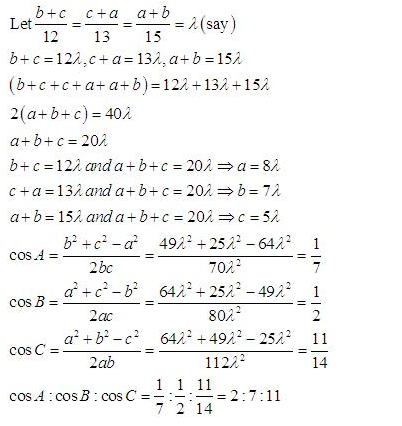 Let (b+c)/12 = (c+a)/13 = (a+b)/15 = λ(say)
b+c=12λ,c+a=13λ,a+b=15λ
(b+c+c+a+a+b)=12λ+13λ+15λ
2(a+b+c)=40λ
a+b+c=20λ
b+c=12λ and a+b+c=20λ ⇒ a=8λ
c+a=13λ and a+b+c=20λ ⇒ b=7λ
a+b=15λ and a+b+c=20λ ⇒ c=5λ
cos A = (b²+c²−a²)/2bc = (49λ²+25λ²−64λ²)/70λ² = 1/7
cos B = (a²+c²−b²)/2ac = (64λ²+25λ²−49λ²)/80λ² = 1/2
cos C = (a²+b²−c²)/2ab = (64λ²+49λ²−25λ²)/112λ² = 11/14
cos A : cos B : cos C = 1/7 : 1/2 : 11/14 = 2:7:11